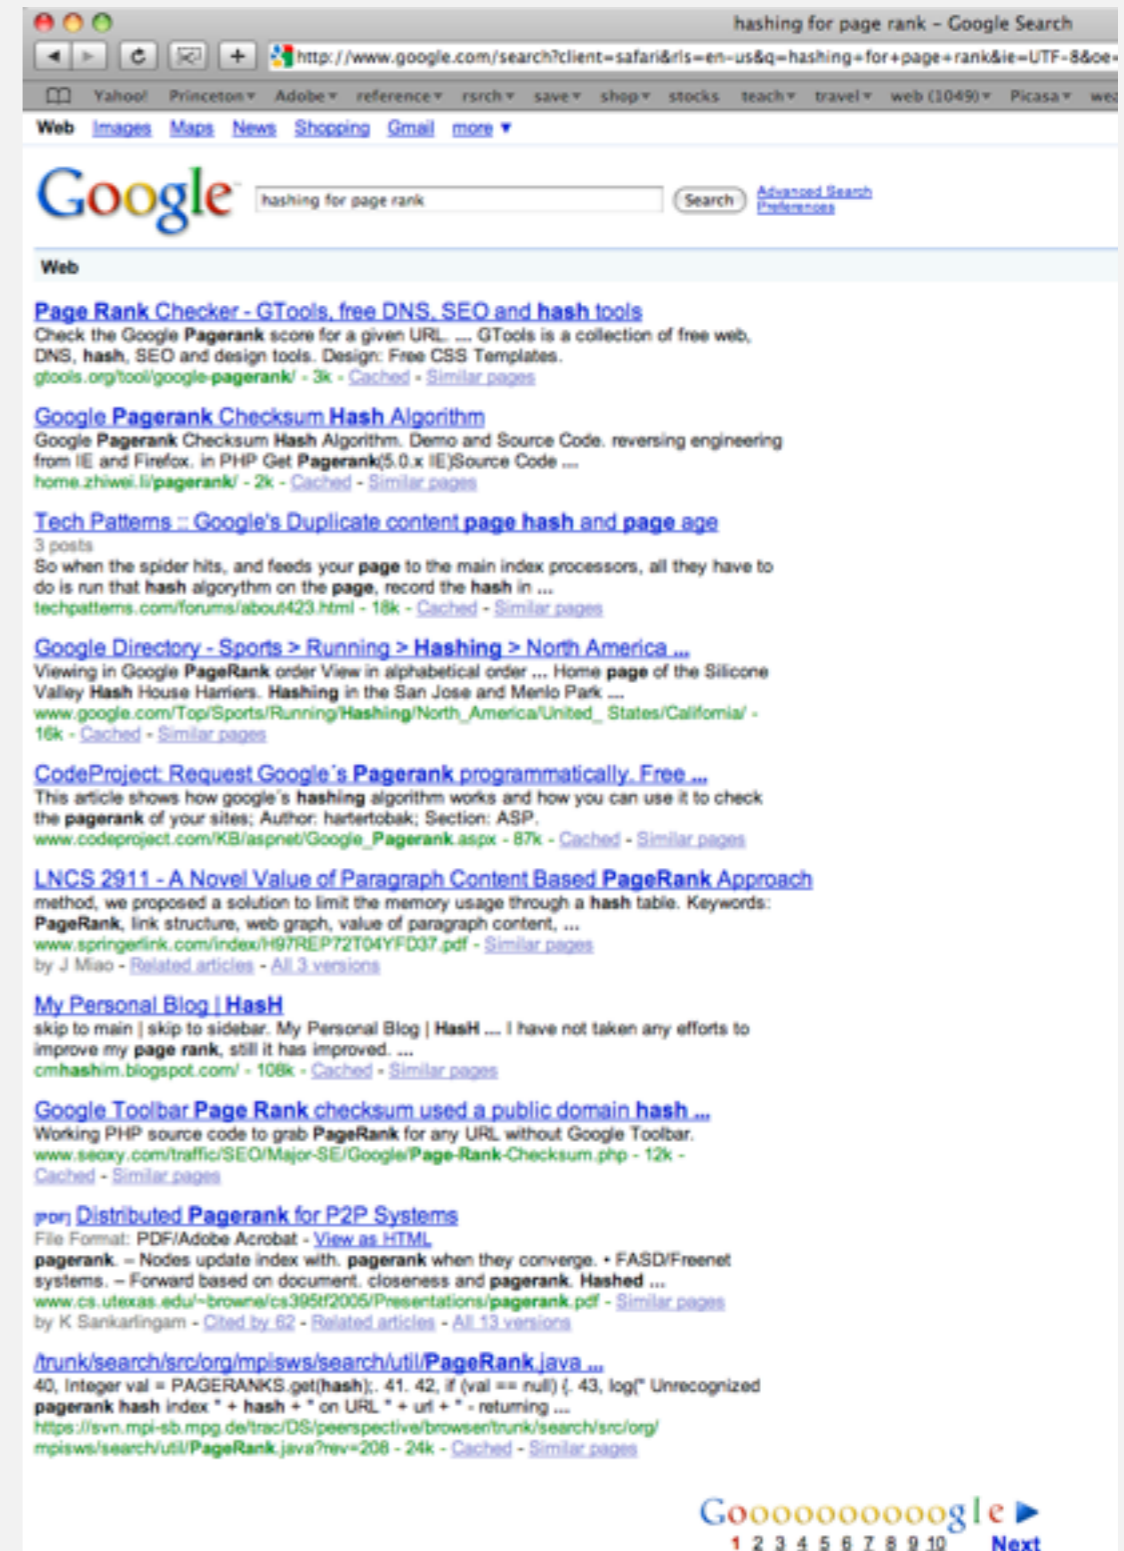 hashing for page rank – Google Search
http://www.google.com/search?client=safari&rls=en-us&q=hashing+for+page+rank&ie=UTF-8&oe=
Yahoo! Princeton Adobe reference rsrch save shop stocks teach travel web (1049) Picasa wea
Web Images Maps News Shopping Gmail more
Google hashing for page rank Search Advanced Search
Preferences
Web
Page Rank Checker - GTools, free DNS, SEO and hash tools
Check the Google Pagerank score for a given URL. ... GTools is a collection of free web,
DNS, hash, SEO and design tools. Design: Free CSS Templates.
gtools.org/tool/google-pagerank/ - 3k - Cached - Similar pages
Google Pagerank Checksum Hash Algorithm
Google Pagerank Checksum Hash Algorithm. Demo and Source Code. reversing engineering
from IE and Firefox. in PHP Get Pagerank(5.0.x IE)Source Code ...
home.zhiwei.li/pagerank/ - 2k - Cached - Similar pages
Tech Patterns :: Google's Duplicate content page hash and page age
3 posts
So when the spider hits, and feeds your page to the main index processors, all they have to
do is run that hash algorythm on the page, record the hash in ...
techpatterns.com/forums/about423.html - 18k - Cached - Similar pages
Google Directory - Sports > Running > Hashing > North America ...
Viewing in Google PageRank order View in alphabetical order ... Home page of the Silicone
Valley Hash House Harriers. Hashing in the San Jose and Menlo Park ...
www.google.com/Top/Sports/Running/Hashing/North_America/United_ States/California/ -
16k - Cached - Similar pages
CodeProject: Request Google´s Pagerank programmatically. Free ...
This article shows how google´s hashing algorithm works and how you can use it to check
the pagerank of your sites; Author: hartertobak; Section: ASP.
www.codeproject.com/KB/aspnet/Google_Pagerank.aspx - 87k - Cached - Similar pages
LNCS 2911 - A Novel Value of Paragraph Content Based PageRank Approach
method, we proposed a solution to limit the memory usage through a hash table. Keywords:
PageRank, link structure, web graph, value of paragraph content, ...
www.springerlink.com/index/H97REP72T04YFD37.pdf - Similar pages
by J Miao - Related articles - All 3 versions
My Personal Blog | HasH
skip to main | skip to sidebar. My Personal Blog | HasH ... I have not taken any efforts to
improve my page rank, still it has improved. ...
cmhashim.blogspot.com/ - 108k - Cached - Similar pages
Google Toolbar Page Rank checksum used a public domain hash ...
Working PHP source code to grab PageRank for any URL without Google Toolbar.
www.seoxy.com/traffic/SEO/Major-SE/Google/Page-Rank-Checksum.php - 12k -
Cached - Similar pages
[PDF] Distributed Pagerank for P2P Systems
File Format: PDF/Adobe Acrobat - View as HTML
pagerank. – Nodes update index with. pagerank when they converge. • FASD/Freenet
systems. – Forward based on document. closeness and pagerank. Hashed ...
www.cs.utexas.edu/~browne/cs395tf2005/Presentations/pagerank.pdf - Similar pages
by K Sankarlingam - Cited by 62 - Related articles - All 13 versions
/trunk/search/src/org/mpisws/search/util/PageRank.java ...
40, Integer val = PAGERANKS.get(hash);. 41. 42, if (val == null) {. 43, log(" Unrecognized
pagerank hash index " + hash + " on URL " + url + " - returning ...
https://svn.mpi-sb.mpg.de/trac/DS/peerspective/browser/trunk/search/src/org/
mpisws/search/util/PageRank.java?rev=208 - 24k - Cached - Similar pages
Goooooooooogle
1 2 3 4 5 6 7 8 9 10 Next